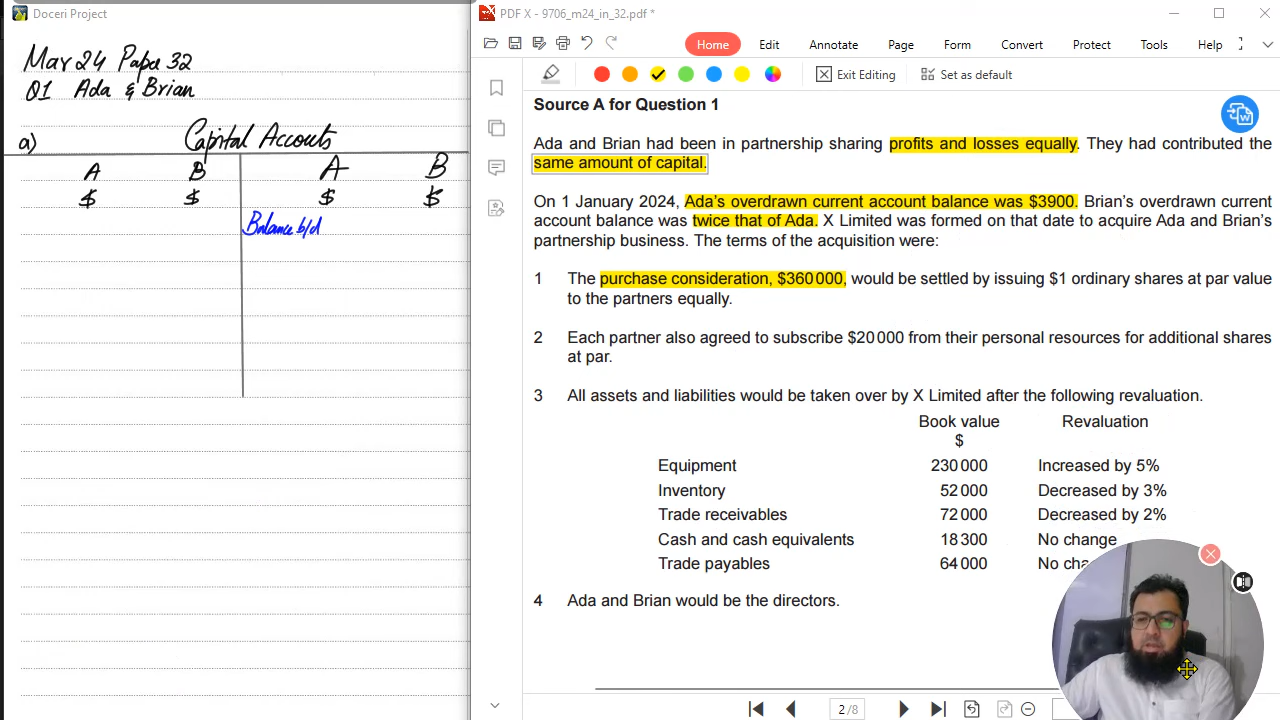 Doceri Project
Mar 24 Paper 32
Q1 Ada & Brian
a) Capital Accouts
A B A B
$ $ $ $
Balance b/d
PDF X - 9706_m24_in_32.pdf *
Home Edit Annotate Page Form Convert Protect Tools Help
Exit Editing Set as default
Source A for Question 1
Ada and Brian had been in partnership sharing profits and losses equally. They had contributed the
same amount of capital.
On 1 January 2024, Ada's overdrawn current account balance was $3900. Brian's overdrawn current
account balance was twice that of Ada. X Limited was formed on that date to acquire Ada and Brian's
partnership business. The terms of the acquisition were:
1 The purchase consideration, $360 000, would be settled by issuing $1 ordinary shares at par value
to the partners equally.
2 Each partner also agreed to subscribe $20 000 from their personal resources for additional shares
at par.
3 All assets and liabilities would be taken over by X Limited after the following revaluation.
Book value Revaluation
$
Equipment 230 000 Increased by 5%
Inventory 52 000 Decreased by 3%
Trade receivables 72 000 Decreased by 2%
Cash and cash equivalents 18 300 No change
Trade payables 64 000 No cha
4 Ada and Brian would be the directors.
2 /8